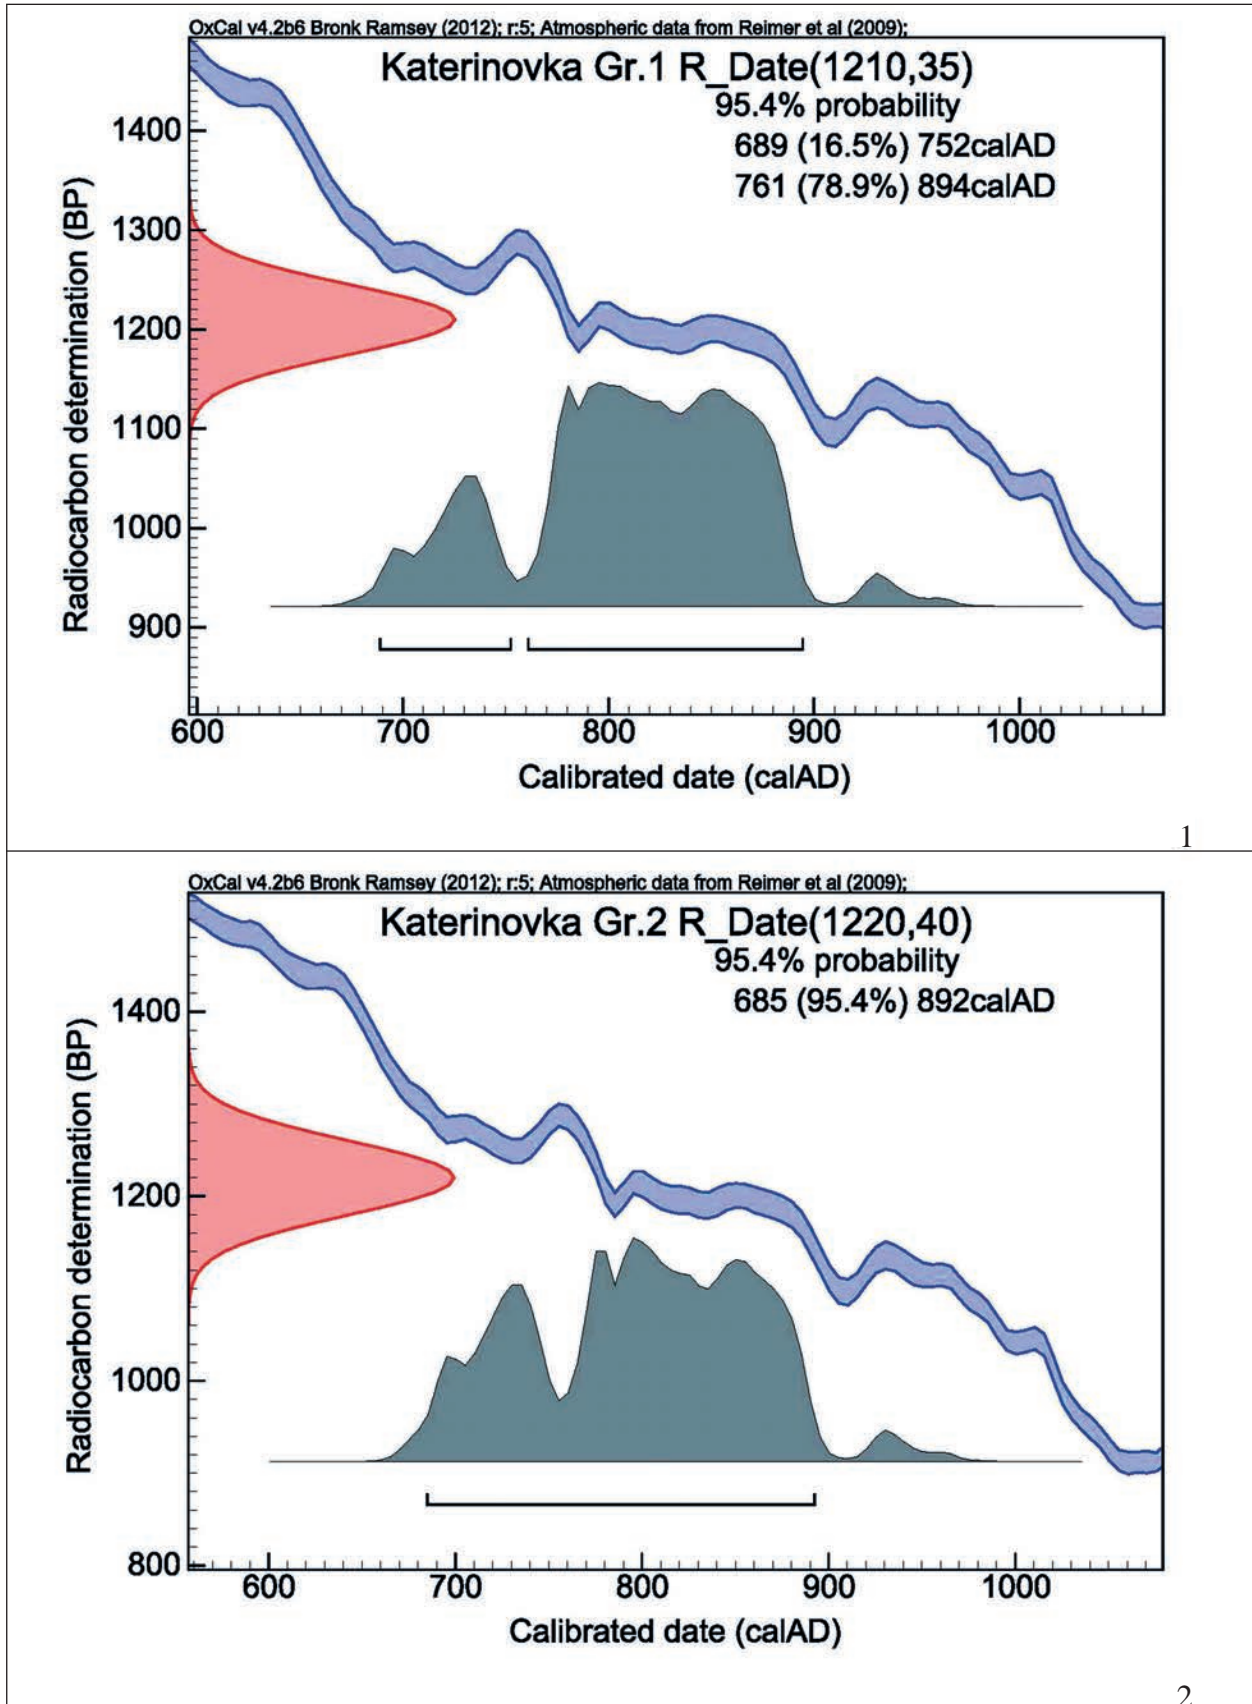 OxCal v4.2b6 Bronk Ramsey (2012); r:5; Atmospheric data from Reimer et al (2009);
Katerinovka Gr.1 R_Date(1210,35)
95.4% probability
689 (16.5%) 752calAD
761 (78.9%) 894calAD
Radiocarbon determination (BP)
1400
1300
1200
1100
1000
900
600 700 800 900 1000
Calibrated date (calAD)
1
OxCal v4.2b6 Bronk Ramsey (2012); r:5; Atmospheric data from Reimer et al (2009);
Katerinovka Gr.2 R_Date(1220,40)
95.4% probability
685 (95.4%) 892calAD
Radiocarbon determination (BP)
1400
1200
1000
800
600 700 800 900 1000
Calibrated date (calAD)
2